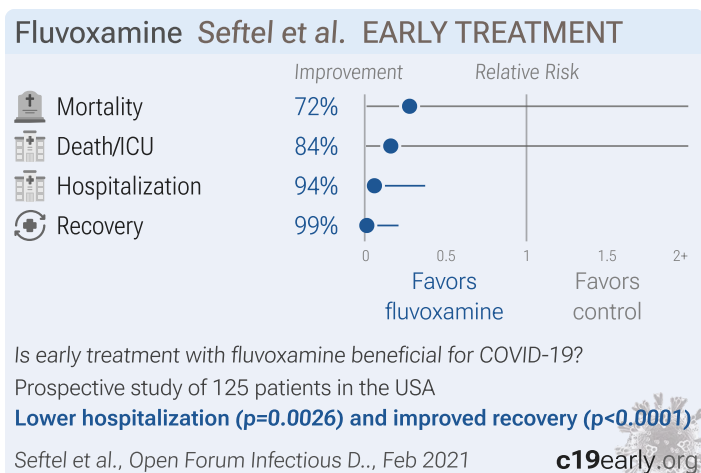 Fluvoxamine Seftel et al. EARLY TREATMENT
Improvement Relative Risk
Mortality 72%
Death/ICU 84%
Hospitalization 94%
Recovery 99%
0 0.5 1 1.5 2+
Favors fluvoxamine
Favors control
Is early treatment with fluvoxamine beneficial for COVID-19?
Prospective study of 125 patients in the USA
Lower hospitalization (p=0.0026) and improved recovery (p<0.0001)
Seftel et al., Open Forum Infectious D.., Feb 2021 c19early.org